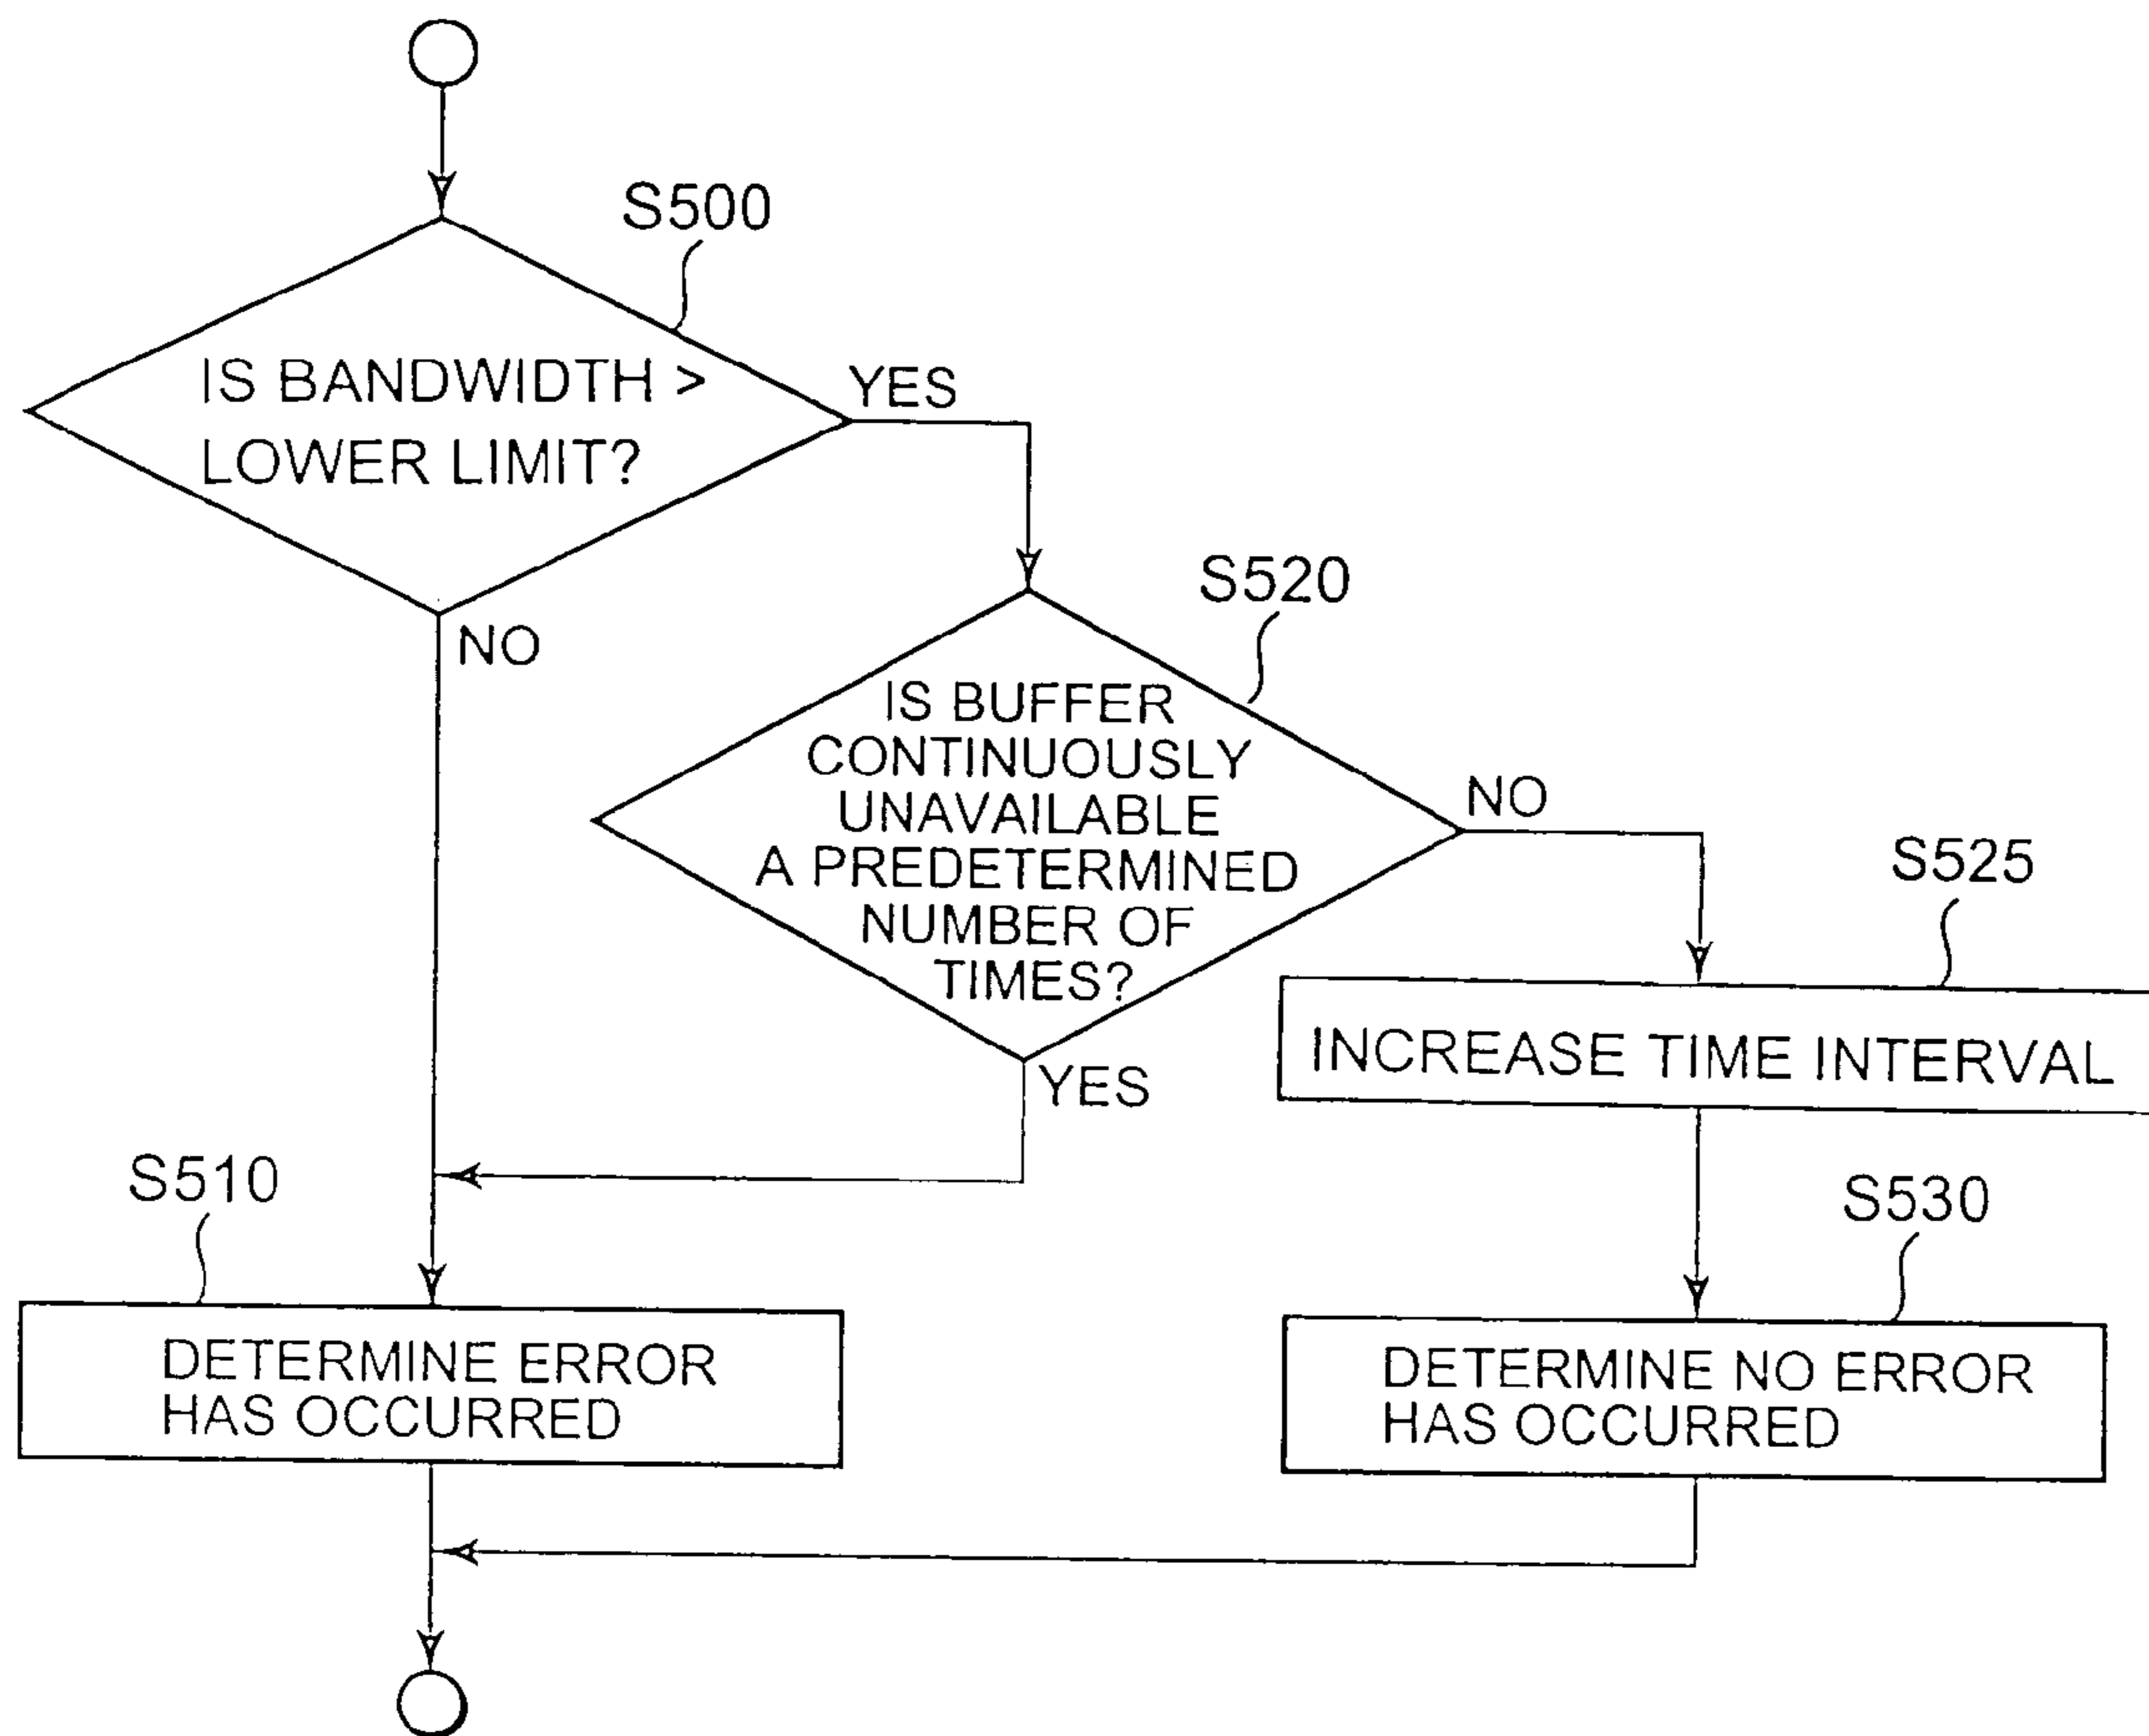 S500
IS BANDWIDTH >
LOWER LIMIT?
YES
NO
S520
IS BUFFER
CONTINUOUSLY
UNAVAILABLE
A PREDETERMINED
NUMBER OF
TIMES?
NO
YES
S525
INCREASE TIME INTERVAL
S510
DETERMINE ERROR
HAS OCCURRED
S530
DETERMINE NO ERROR
HAS OCCURRED